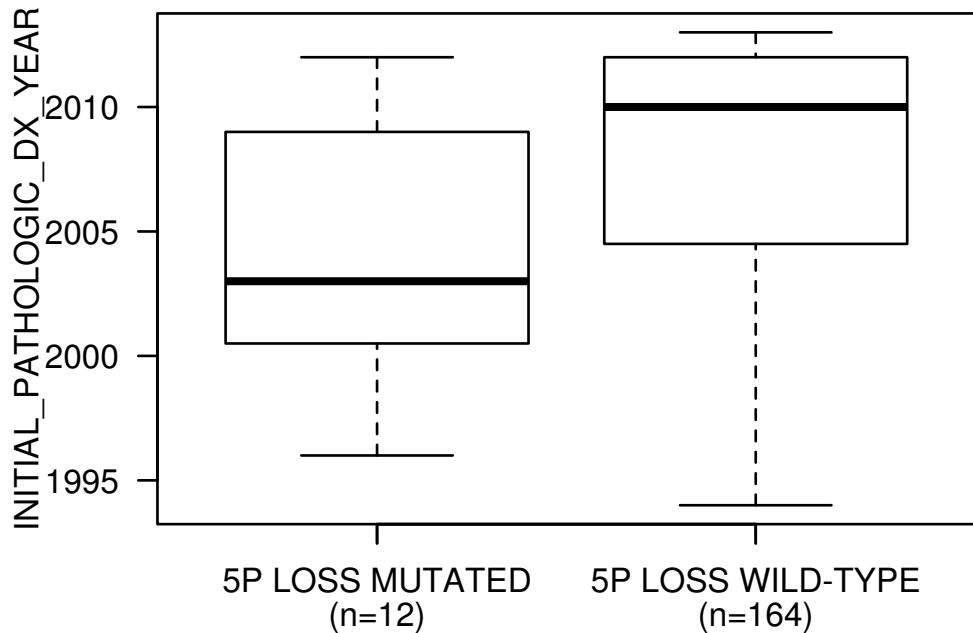 INITIAL_PATHOLOGIC_DX_YEAR
2010
2005
2000
1995
5P LOSS MUTATED
(n=12)
5P LOSS WILD-TYPE
(n=164)